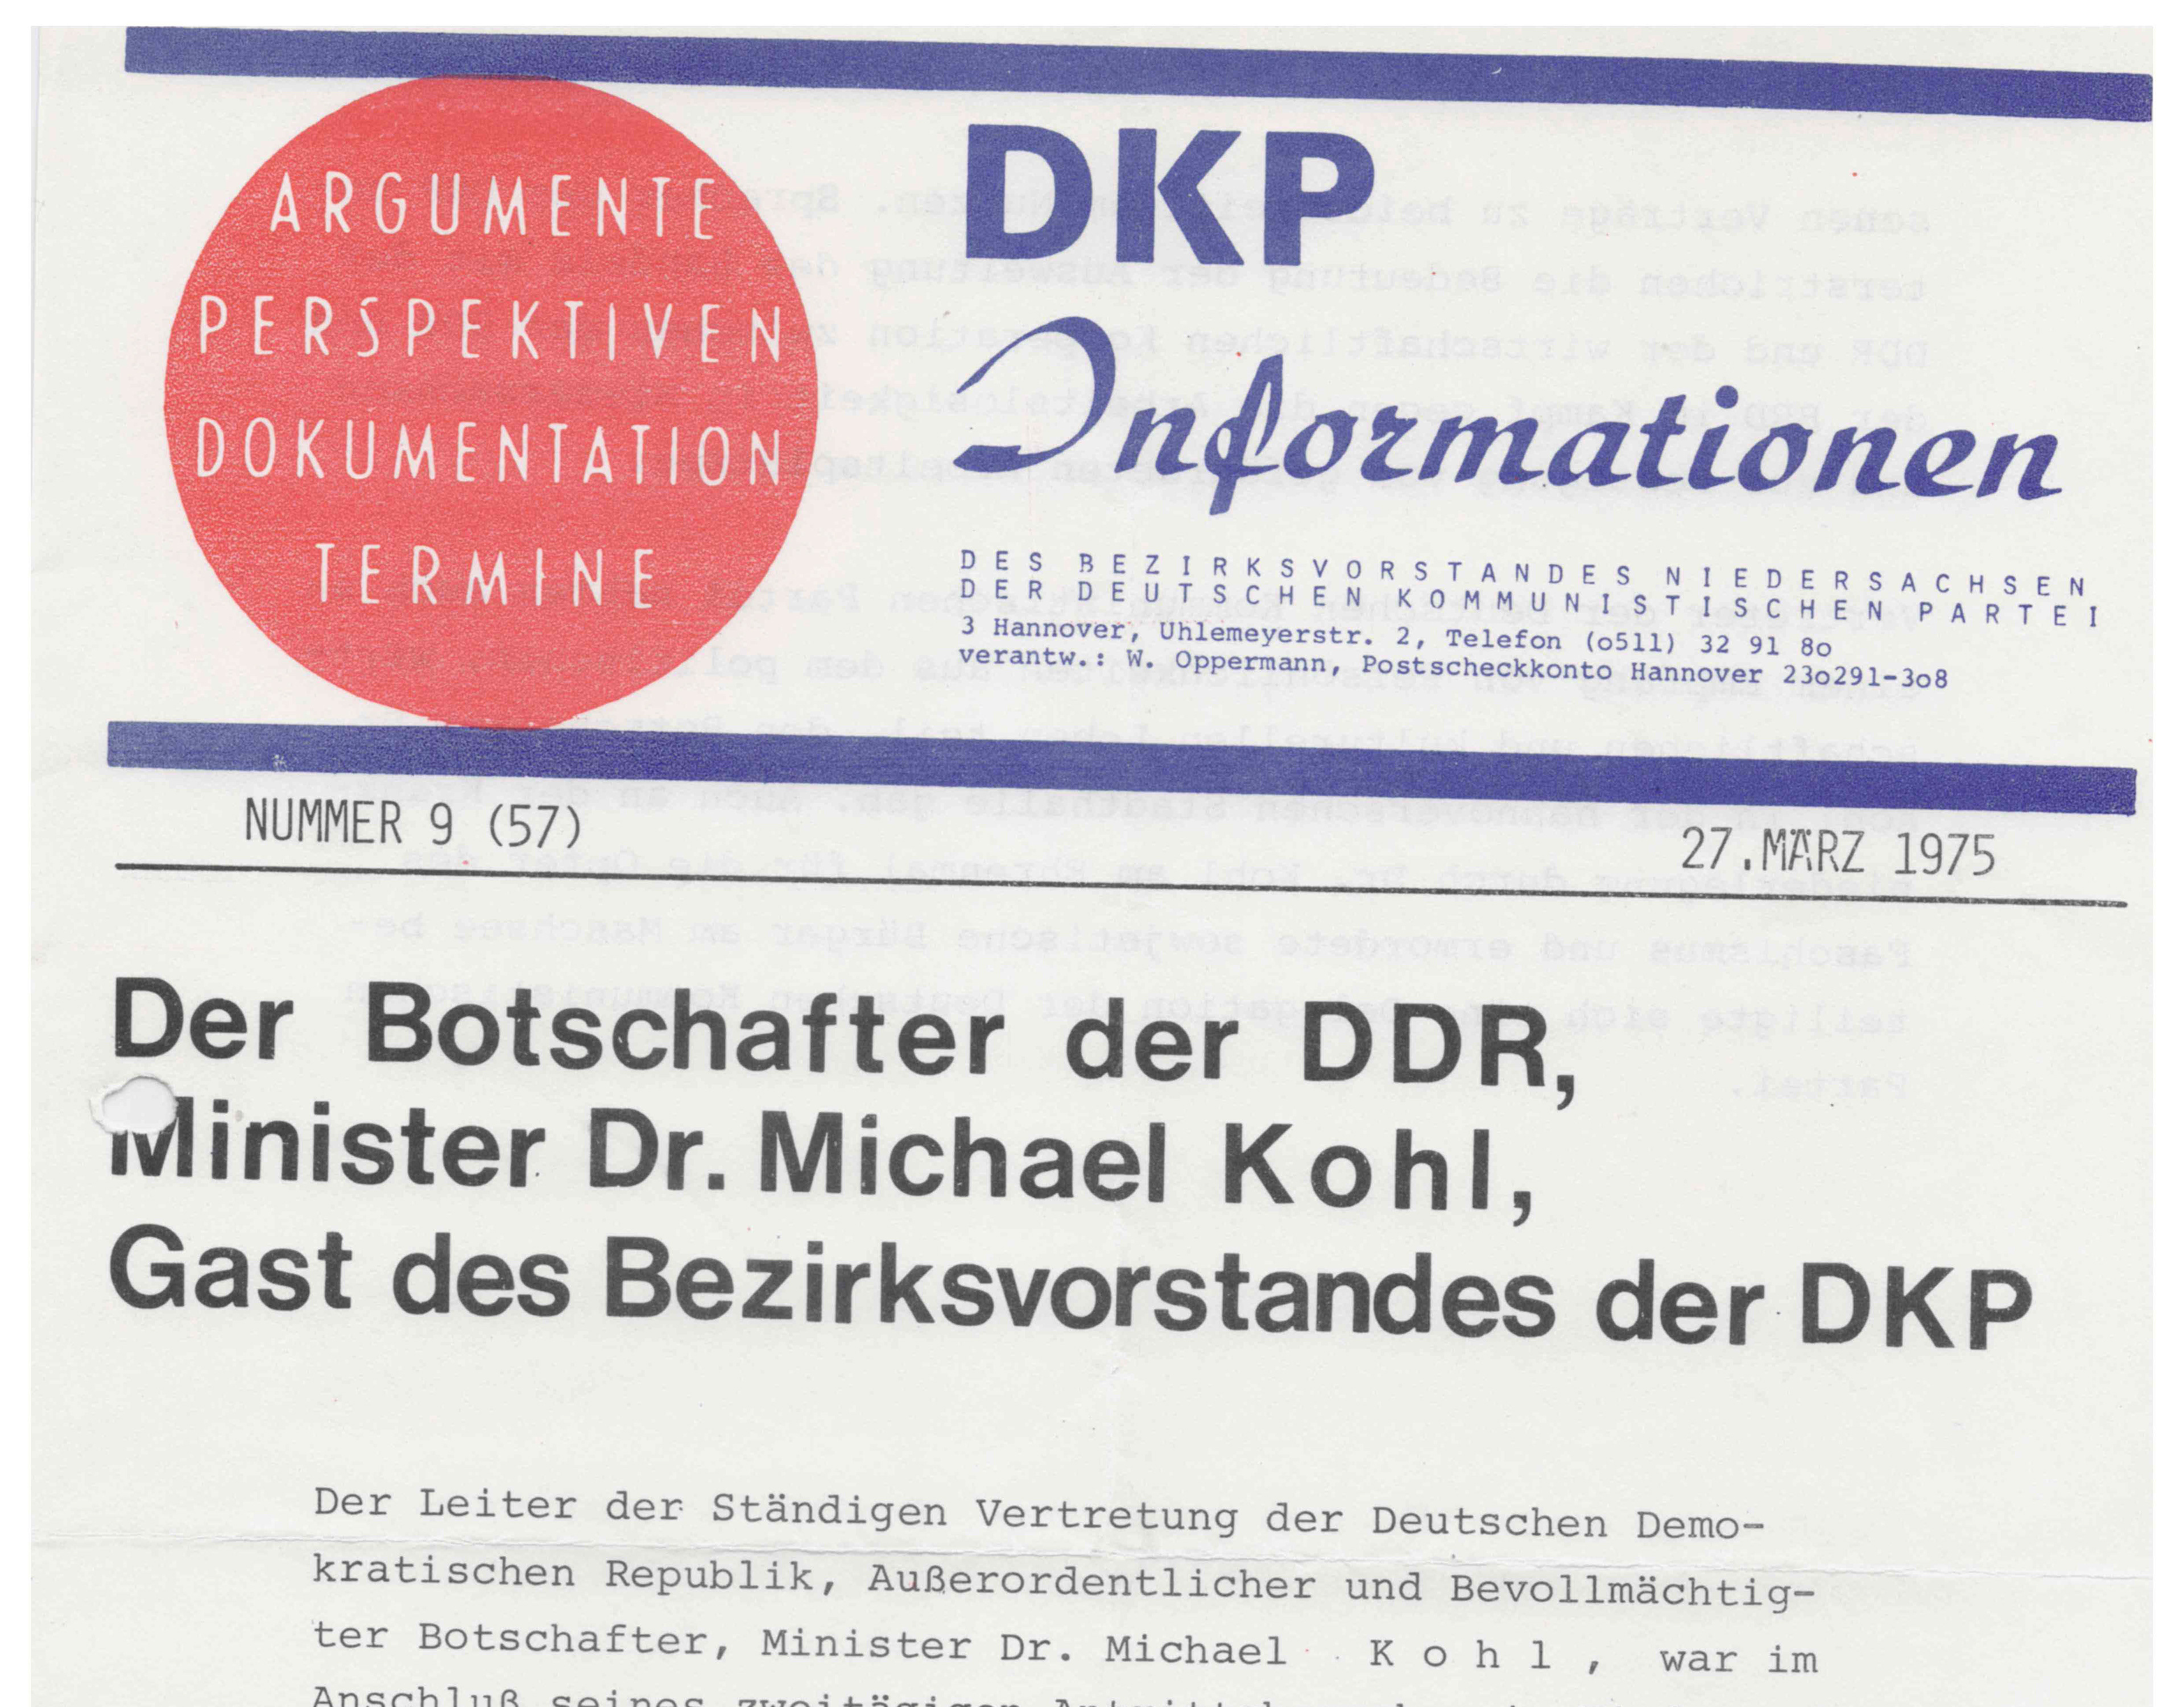 ARGUMENTE
PERSPEKTIVEN
DOKUMENTATION
TERMINE
DKP
Informationen
DES BEZIRKSVORSTANDES NIEDERSACHSEN
DER DEUTSCHEN KOMMUNISTISCHEN PARTEI
3 Hannover, Uhlemeyerstr. 2, Telefon (o511) 32 91 8o
verantw.: W. Oppermann, Postscheckkonto Hannover 23o291-3o8
NUMMER 9 (57)
27.MÄRZ 1975
Der Botschafter der DDR,
Minister Dr. Michael Kohl,
Gast des Bezirksvorstandes der DKP
Der Leiter der Ständigen Vertretung der Deutschen Demo-
kratischen Republik, Außerordentlicher und Bevollmächtig-
ter Botschafter, Minister Dr. Michael K o h l , war im
Anschluß seines zweitägigen